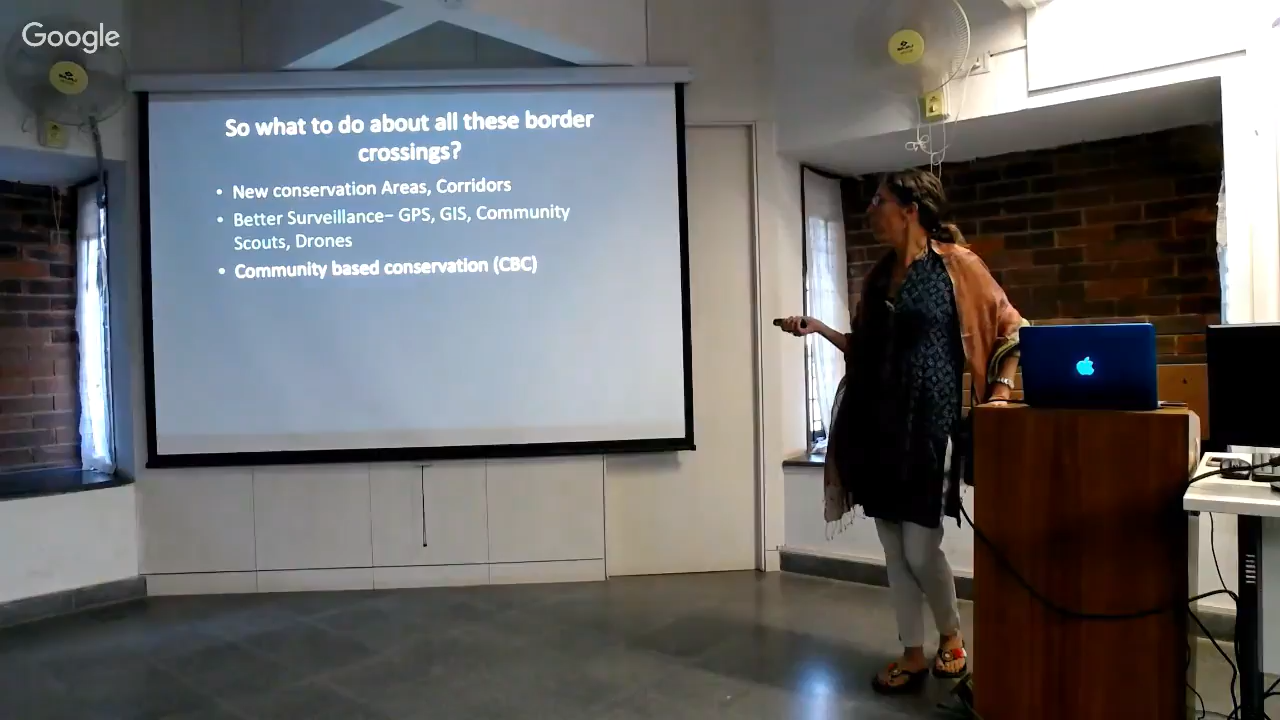 Google
So what to do about all these border
crossings?
• New conservation Areas, Corridors
• Better Surveillance– GPS, GIS, Community
Scouts, Drones
• Community based conservation (CBC)